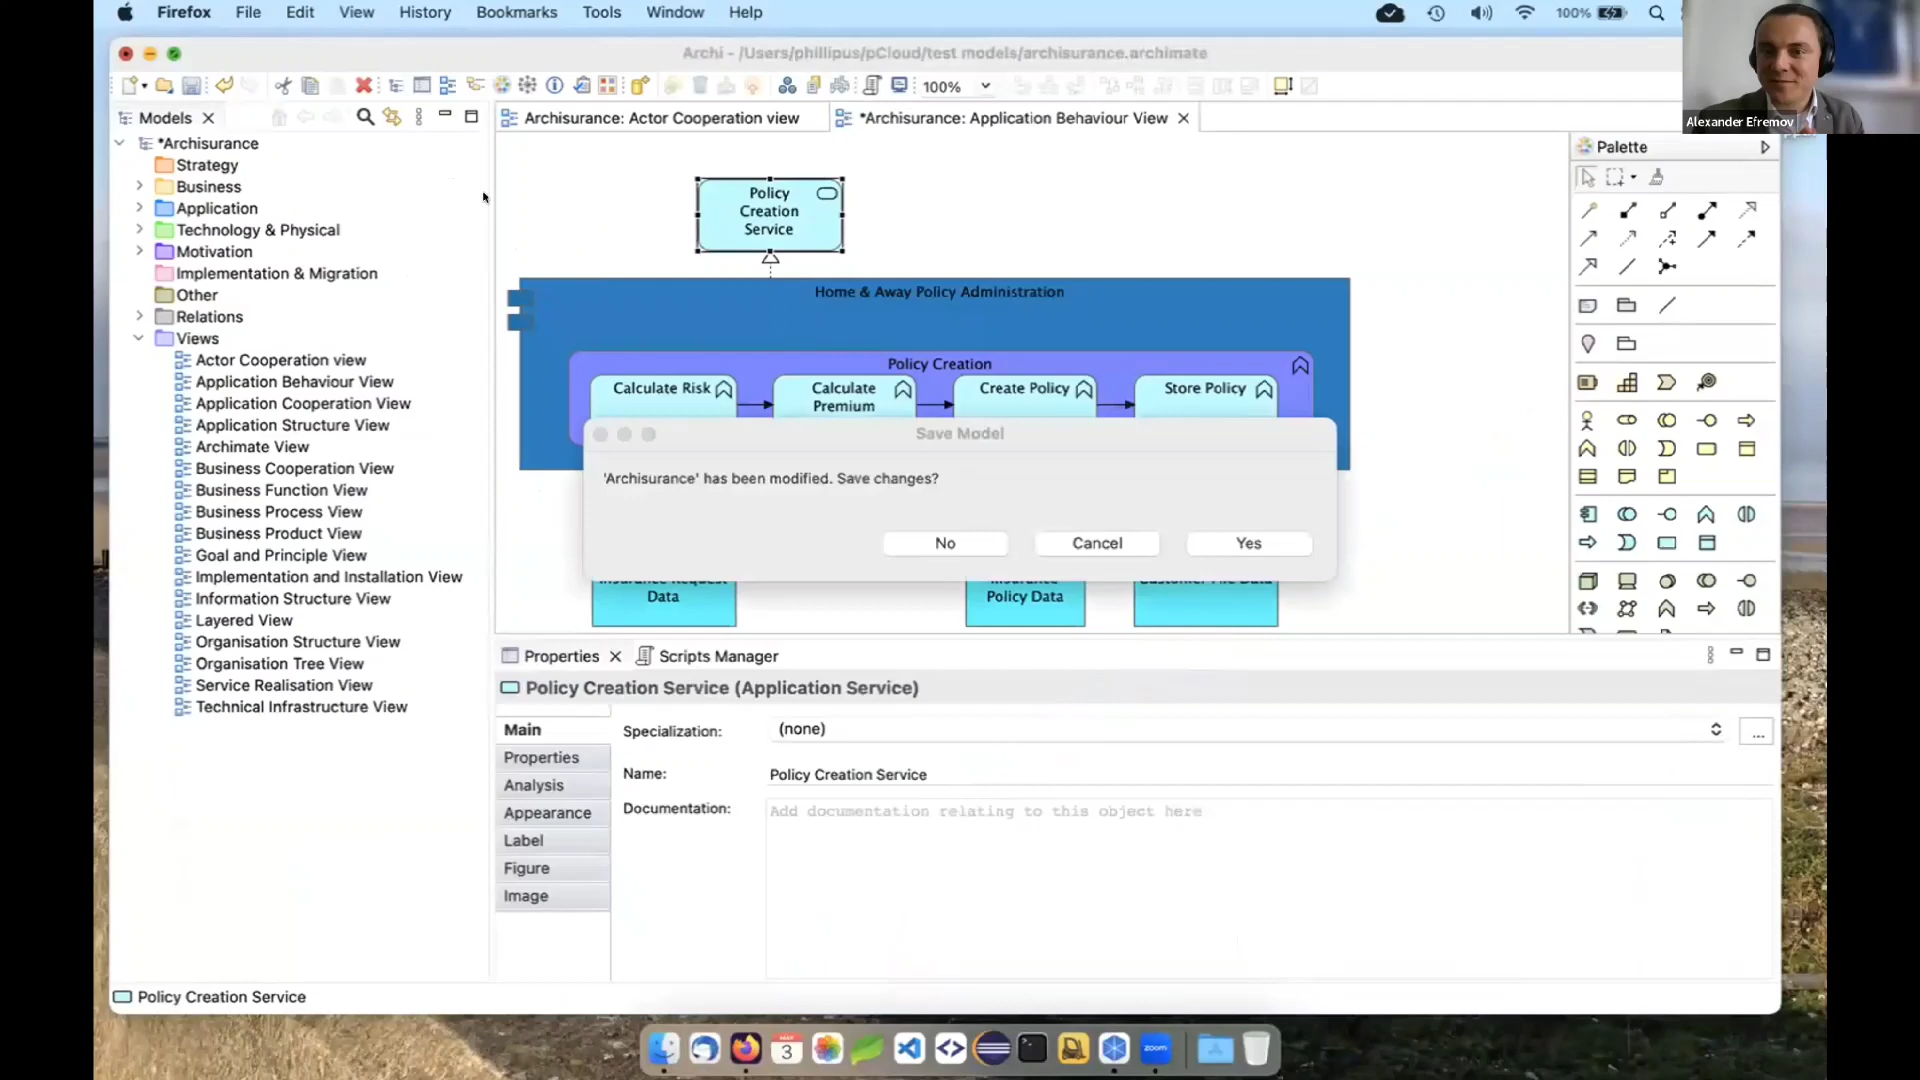 Firefox File Edit View History Bookmarks Tools Window Help
100%
Archi - /Users/phillipus/pCloud/test models/archisurance.archimate
Alexander Efremov
100%
Models
Archisurance: Actor Cooperation view
*Archisurance: Application Behaviour View
Palette
*Archisurance
Strategy
Business
Application
Technology & Physical
Motivation
Implementation & Migration
Other
Relations
Views
Actor Cooperation view
Application Behaviour View
Application Cooperation View
Application Structure View
Archimate View
Business Cooperation View
Business Function View
Business Process View
Business Product View
Goal and Principle View
Implementation and Installation View
Information Structure View
Layered View
Organisation Structure View
Organisation Tree View
Service Realisation View
Technical Infrastructure View
Policy
Creation
Service
Home & Away Policy Administration
Policy Creation
Calculate Risk
Calculate
Premium
Create Policy
Store Policy
Save Model
'Archisurance' has been modified. Save changes?
No
Cancel
Yes
Insurance Request
Data
Insurance
Policy Data
Customer File Data
Properties
Scripts Manager
Policy Creation Service (Application Service)
Main
Properties
Analysis
Appearance
Label
Figure
Image
Specialization:
(none)
...
Name:
Policy Creation Service
Documentation:
Add documentation relating to this object here
Policy Creation Service
3
zoom